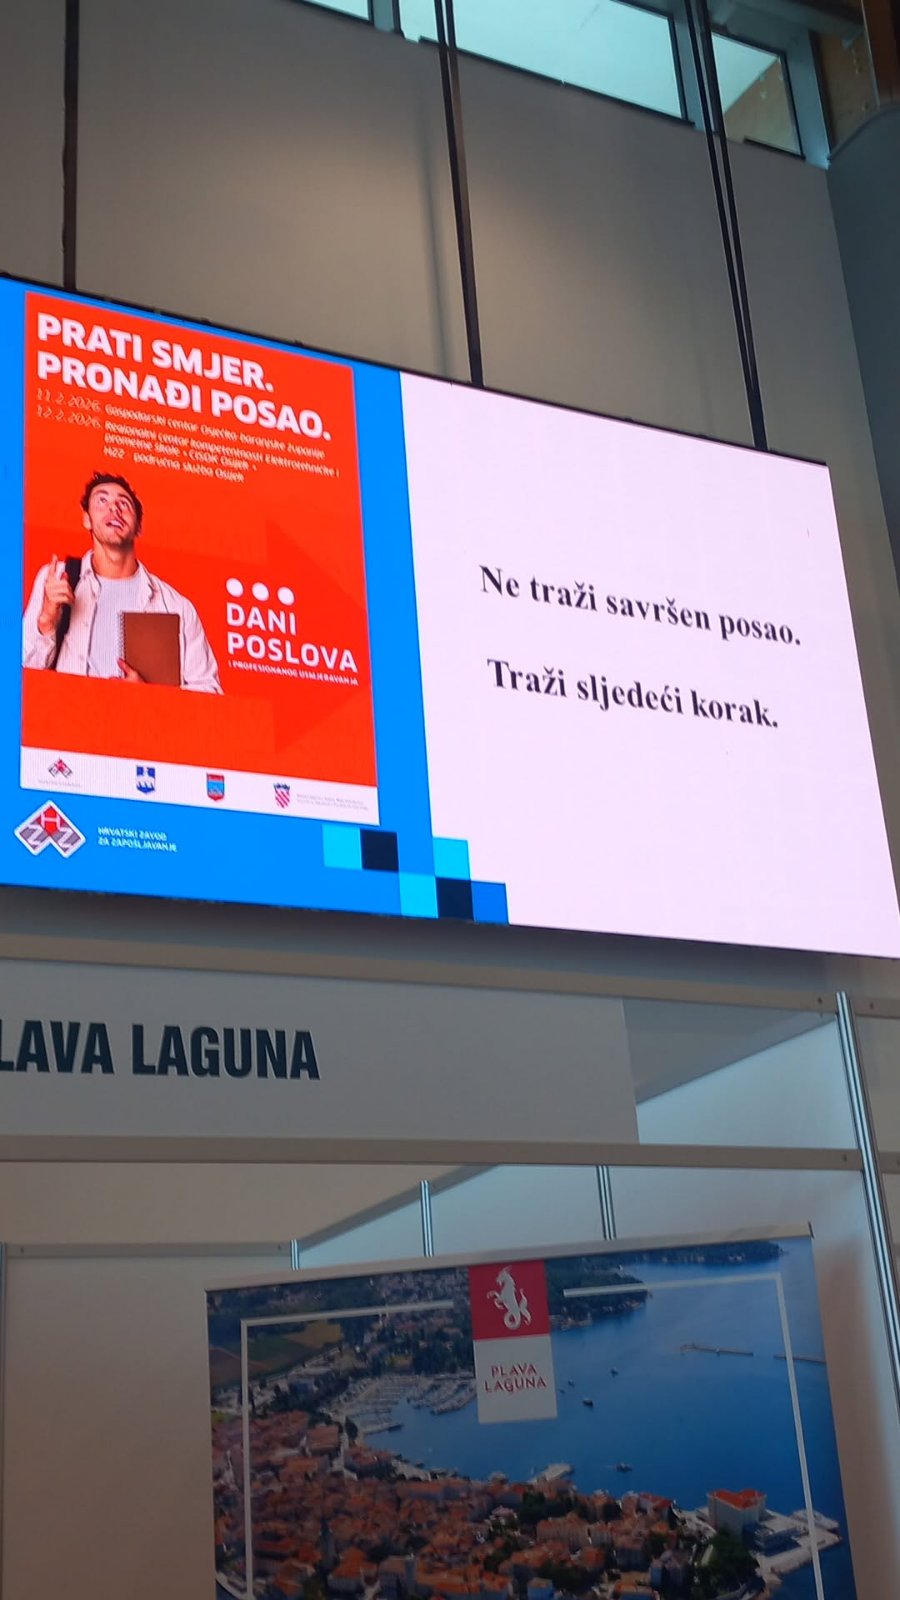 PRATI SMJER.
PRONAĐI POSAO.
11.2.2026. Gospodarski centar Osječko-baranjske županije
12.2.2026. Regionalni centar kompetentnosti Elektrotehničke i
prometne škole • CISOK Osijek •
HZZ područna služba Osijek
DANI
POSLOVA
I PROFESIONALNOG USMJERAVANJA
HRVATSKI ZAVOD
ZA ZAPOŠLJAVANJE
Ne traži savršen posao.
Traži sljedeći korak.
LAVA LAGUNA
PLAVA
LAGUNA